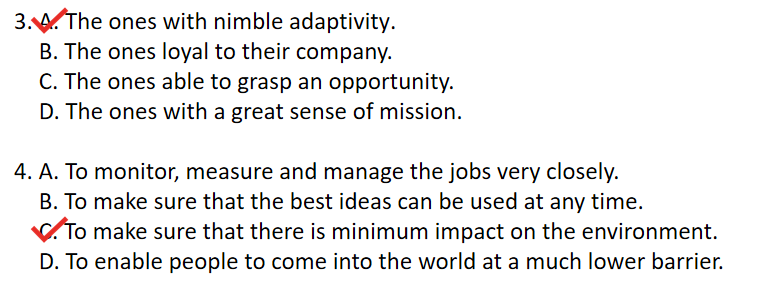 3. A. The ones with nimble adaptivity.
B. The ones loyal to their company.
C. The ones able to grasp an opportunity.
D. The ones with a great sense of mission.
4. A. To monitor, measure and manage the jobs very closely.
B. To make sure that the best ideas can be used at any time.
C. To make sure that there is minimum impact on the environment.
D. To enable people to come into the world at a much lower barrier.